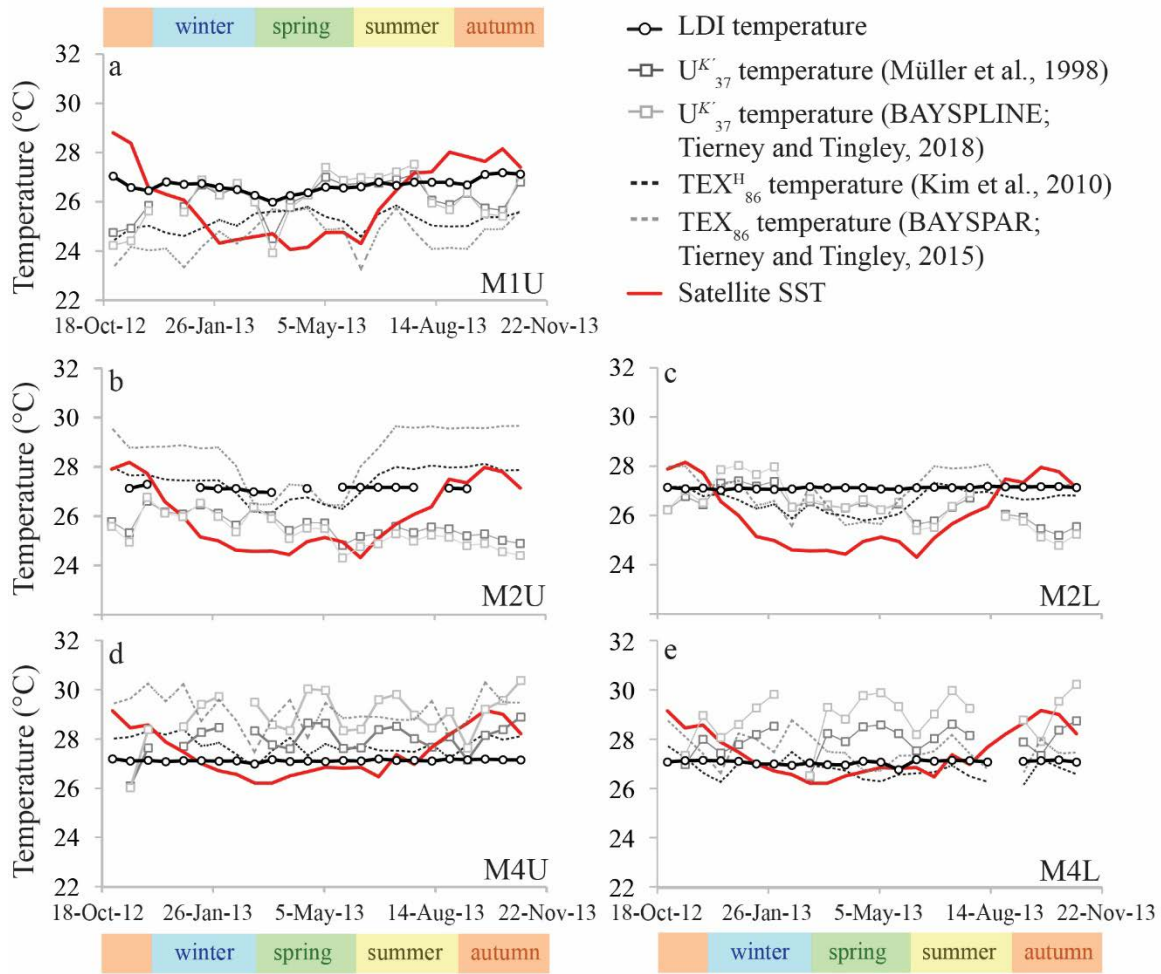 winter spring summer autumn
LDI temperature
U^K′_37 temperature (Müller et al., 1998)
U^K′_37 temperature (BAYSPLINE;
Tierney and Tingley, 2018)
TEX^H_86 temperature (Kim et al., 2010)
TEX_86 temperature (BAYSPAR;
Tierney and Tingley, 2015)
Satellite SST
Temperature (°C)
a
32
30
28
26
24
22
M1U
18-Oct-12 26-Jan-13 5-May-13 14-Aug-13 22-Nov-13
Temperature (°C)
b
32
30
28
26
24
M2U
c
32
30
28
26
24
M2L
Temperature (°C)
d
32
30
28
26
24
22
M4U
18-Oct-12 26-Jan-13 5-May-13 14-Aug-13 22-Nov-13
e
32
30
28
26
24
22
M4L
18-Oct-12 26-Jan-13 5-May-13 14-Aug-13 22-Nov-13
winter spring summer autumn
winter spring summer autumn